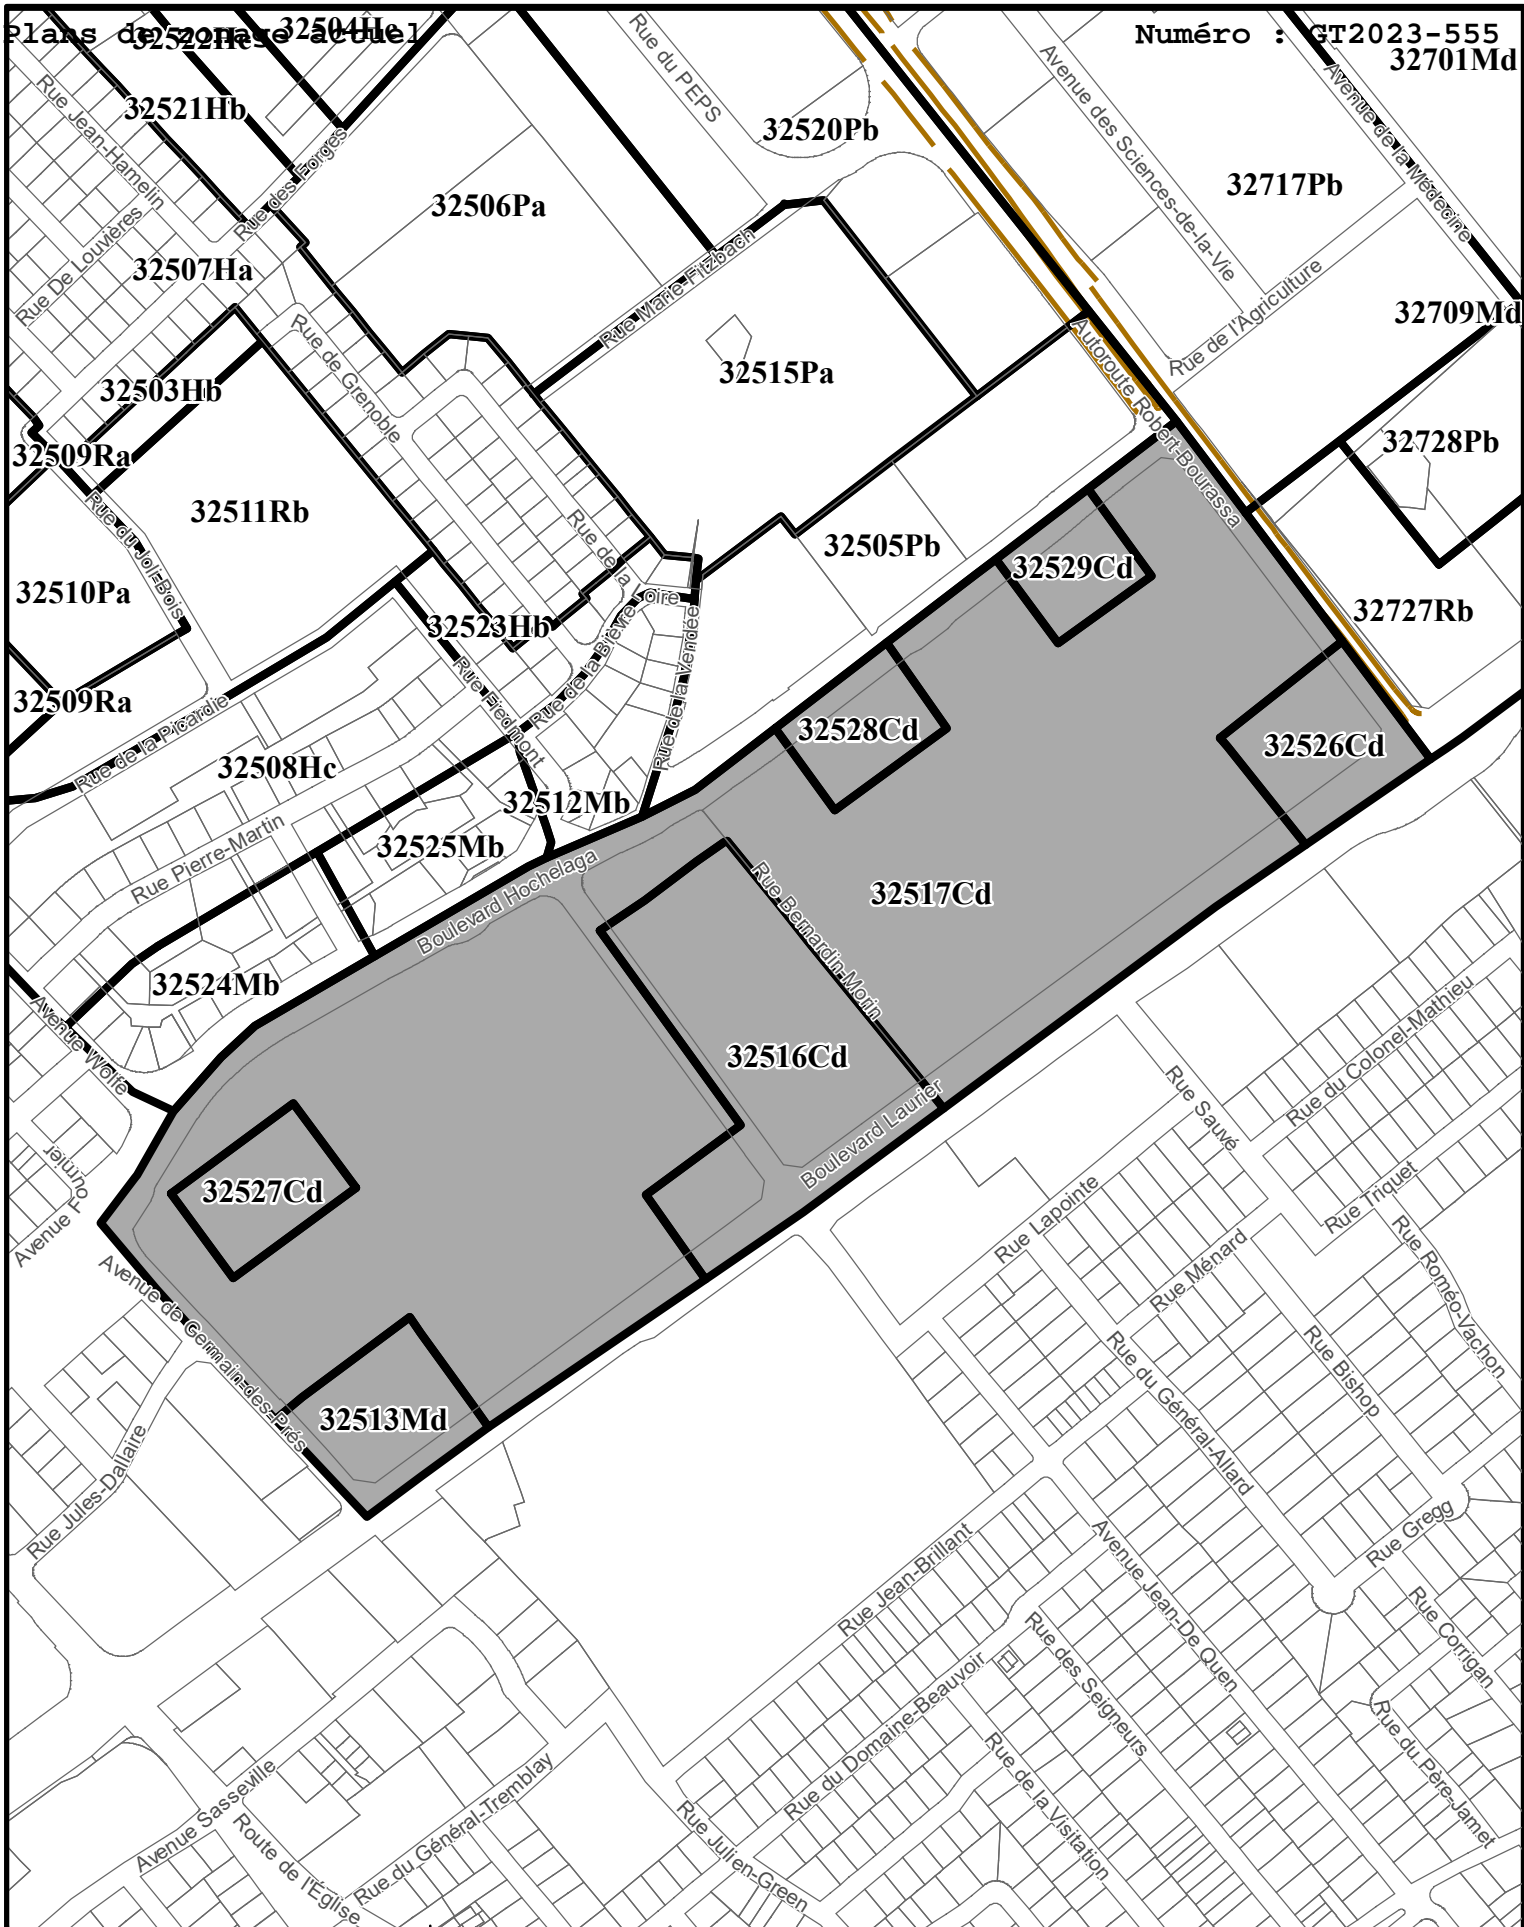 Plans de zonage actuel
Numéro : GT2023-555
32522Hc
32504Hc
32701Md
32521Hb
Rue Jean-Hamelin
Rue des Forges
Rue du PEPS
32520Pb
Avenue des Sciences-de-la-Vie
Avenue de la Médecine
32717Pb
32506Pa
Rue De Louvières
32507Ha
Rue Marie-Fitzbach
Rue de l'Agriculture
32709Md
Rue de Grenoble
32515Pa
Autoroute Robert-Bourassa
32503Hb
32509Ra
32728Pb
32511Rb
Rue du Joli-Bois
Rue de la Loire
32505Pb
32529Cd
32510Pa
32727Rb
32523Hb
Rue de la Bièvre
Rue de la Vendée
Rue Piedmont
32509Ra
Rue de la Picardie
32528Cd
32526Cd
32508Hc
32512Mb
32525Mb
Rue Pierre-Martin
Boulevard Hochelaga
Rue Bernardin-Morin
32517Cd
32524Mb
Avenue Wolfe
32516Cd
Rue du Colonel-Mathieu
Rue Sauvé
Boulevard Laurier
Avenue Fournier
32527Cd
Rue Lapointe
Rue Triquet
Rue Ménard
Rue Roméo-Vachon
Avenue de Germain-des-Prés
32513Md
Rue du Général-Allard
Rue Bishop
Rue Jules-Dallaire
Rue Gregg
Rue Jean-Brillant
Avenue Jean-De Quen
Rue Corrigan
Rue du Domaine-Beauvoir
Rue des Seigneurs
Rue du Père-Jamet
Rue de la Visitation
Avenue Sasseville
Route de l'Église
Rue du Général-Tremblay
Rue Julien-Green